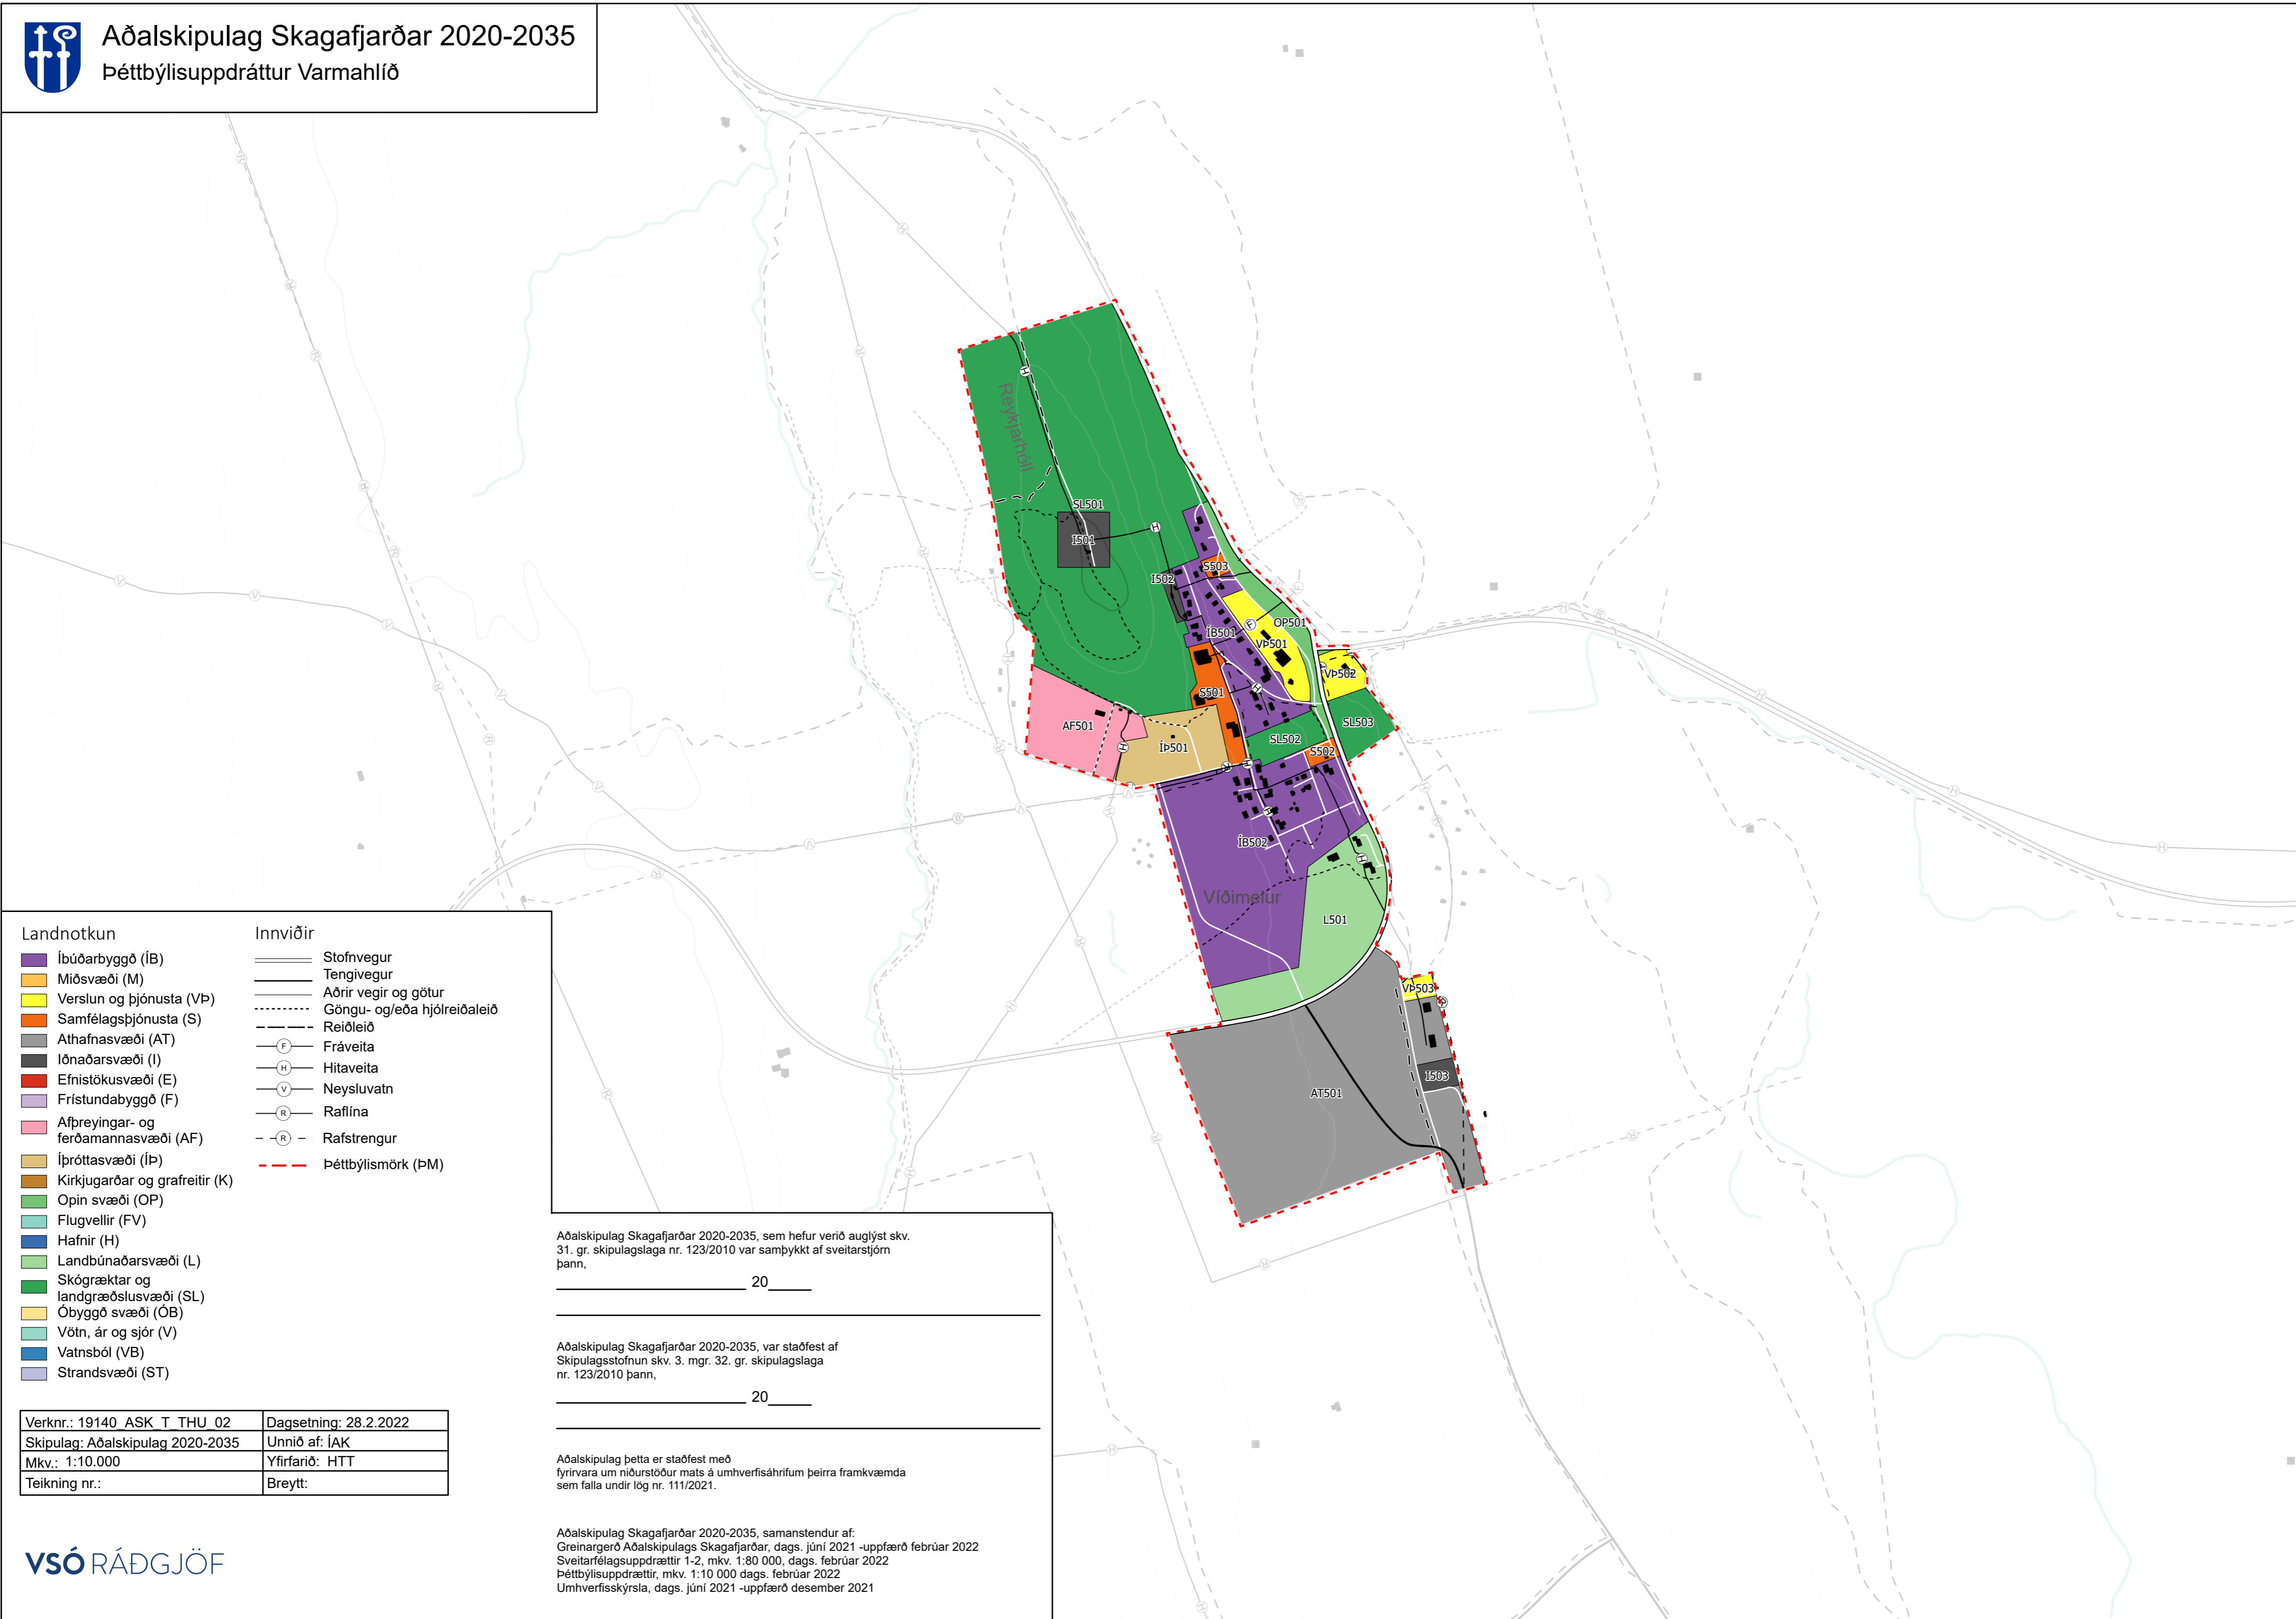 Aðalskipulag Skagafjarðar 2020-2035
Þéttbýlisuppdráttur Varmahlíð
Reykjarhóll
SL501
I501
I502
S503
ÍB501
OP501
VÞ501
VÞ502
S501
SL503
AF501
ÍÞ501
SL502
S502
ÍB502
Víðimelur
L501
VÞ503
I503
AT501
Landnotkun
Íbúðarbyggð (ÍB)
Miðsvæði (M)
Verslun og þjónusta (VÞ)
Samfélagsþjónusta (S)
Athafnasvæði (AT)
Iðnaðarsvæði (I)
Efnistökusvæði (E)
Frístundabyggð (F)
Afþreyingar- og
ferðamannasvæði (AF)
Íþróttasvæði (ÍÞ)
Kirkjugarðar og grafreitir (K)
Opin svæði (OP)
Flugvellir (FV)
Hafnir (H)
Landbúnaðarsvæði (L)
Skógræktar og
landgræðslusvæði (SL)
Óbyggð svæði (ÓB)
Vötn, ár og sjór (V)
Vatnsból (VB)
Strandsvæði (ST)
Innviðir
Stofnvegur
Tengivegur
Aðrir vegir og götur
Göngu- og/eða hjólreiðaleið
Reiðleið
F Fráveita
H Hitaveita
V Neysluvatn
R Raflína
R Rafstrengur
Þéttbýlismörk (ÞM)
Verknr.: 19140_ASK_T_THU_02 Dagsetning: 28.2.2022
Skipulag: Aðalskipulag 2020-2035 Unnið af: ÍAK
Mkv.: 1:10.000 Yfirfarið: HTT
Teikning nr.: Breytt:
VSÓ RÁÐGJÖF
Aðalskipulag Skagafjarðar 2020-2035, sem hefur verið auglýst skv.
31. gr. skipulagslaga nr. 123/2010 var samþykkt af sveitarstjórn
þann,
20
Aðalskipulag Skagafjarðar 2020-2035, var staðfest af
Skipulagsstofnun skv. 3. mgr. 32. gr. skipulagslaga
nr. 123/2010 þann,
20
Aðalskipulag þetta er staðfest með
fyrirvara um niðurstöður mats á umhverfisáhrifum þeirra framkvæmda
sem falla undir lög nr. 111/2021.
Aðalskipulag Skagafjarðar 2020-2035, samanstendur af:
Greinargerð Aðalskipulags Skagafjarðar, dags. júní 2021 -uppfærð febrúar 2022
Sveitarfélagsuppdrættir 1-2, mkv. 1:80 000, dags. febrúar 2022
Þéttbýlisuppdrættir, mkv. 1:10 000 dags. febrúar 2022
Umhverfisskýrsla, dags. júní 2021 -uppfærð desember 2021